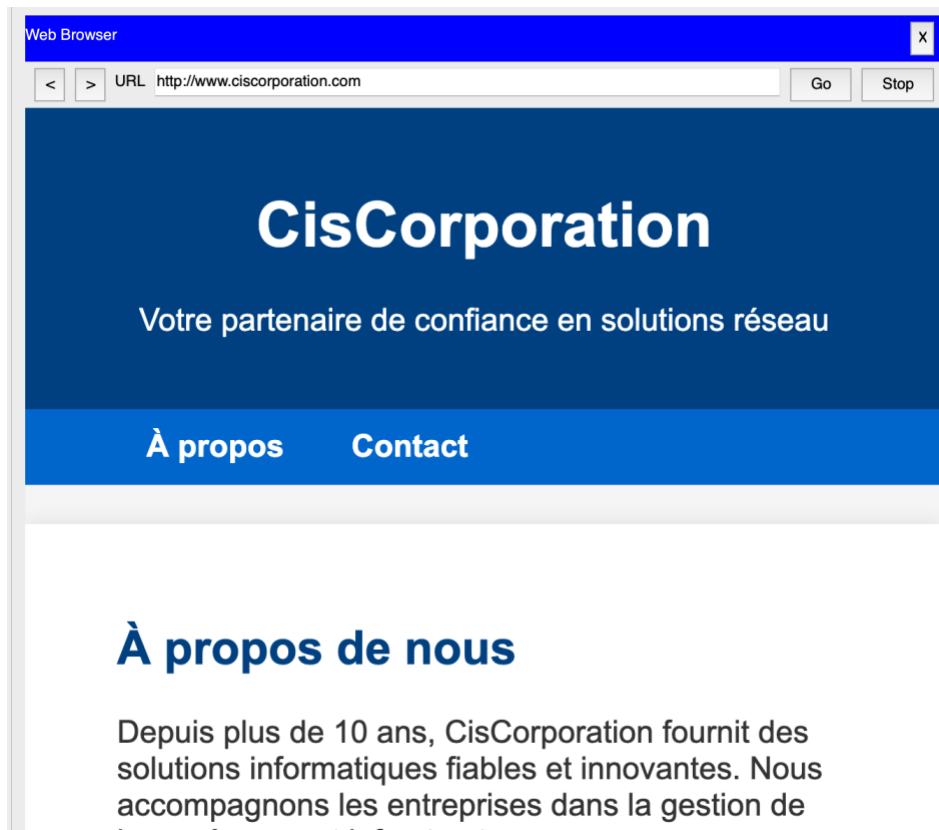 Web Browser X
< > URL http://www.ciscorporation.com Go Stop
CisCorporation
Votre partenaire de confiance en solutions réseau
À propos Contact
À propos de nous
Depuis plus de 10 ans, CisCorporation fournit des
solutions informatiques fiables et innovantes. Nous
accompagnons les entreprises dans la gestion de